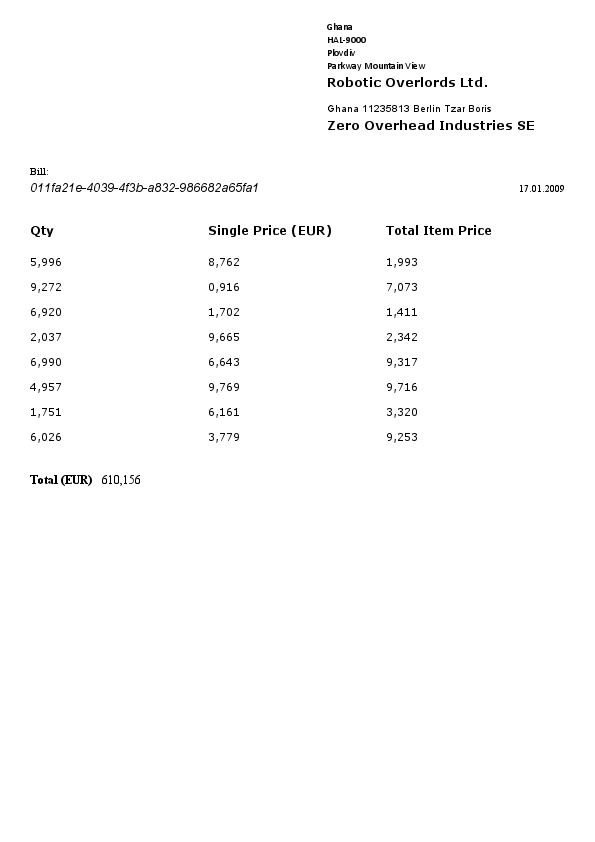 Ghana
HAL-9000
Plovdiv
Parkway Mountain View
Robotic Overlords Ltd.
Ghana 11235813 Berlin Tzar Boris
Zero Overhead Industries SE
Bill:
011fa21e-4039-4f3b-a832-986682a65fa1 17.01.2009
Qty Single Price (EUR) Total Item Price
5,996 8,762 1,993
9,272 0,916 7,073
6,920 1,702 1,411
2,037 9,665 2,342
6,990 6,643 9,317
4,957 9,769 9,716
1,751 6,161 3,320
6,026 3,779 9,253
Total (EUR) 610,156